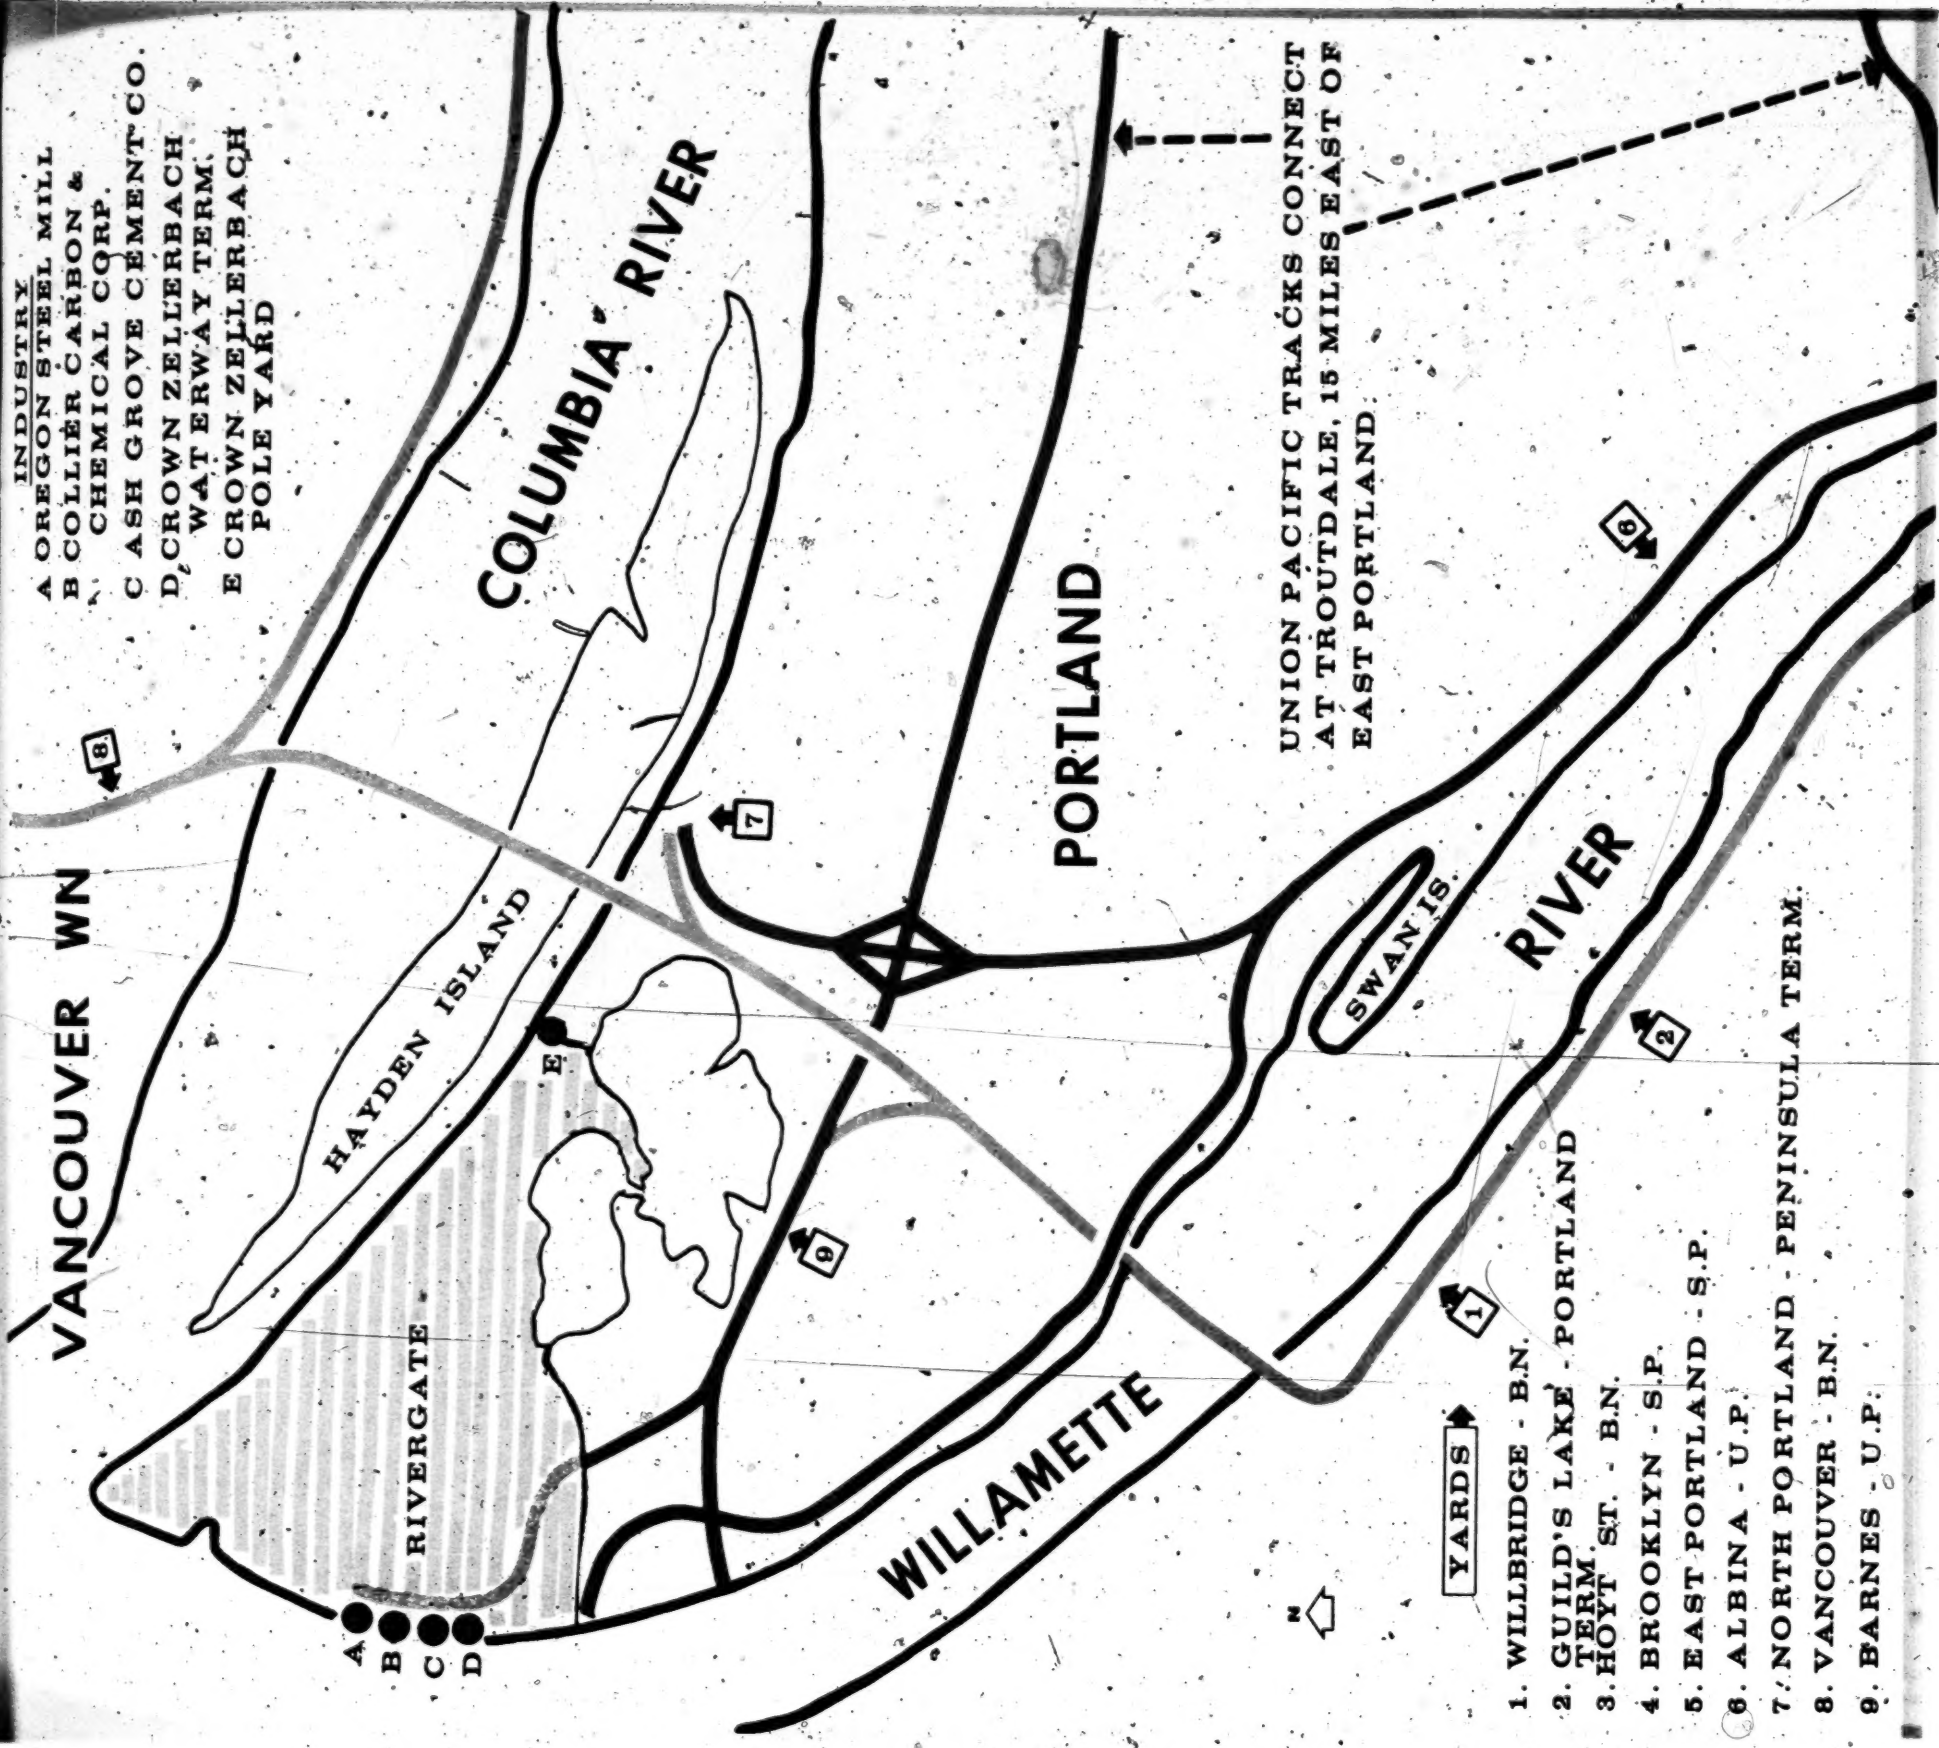 INDUSTRY
A OREGON STEEL MILL
B COLLIER CARBON &
CHEMICAL CORP.
C ASH GROVE CEMENT CO.
D CROWN ZELLERBACH
WATERWAY TERM.
E CROWN ZELLERBACH
POLE YARD
VANCOUVER WN
8
COLUMBIA RIVER
HAYDEN ISLAND
7
E
RIVERGATE
A
B
C
D
9
PORTLAND
UNION PACIFIC TRACKS CONNECT
AT TROUTDALE, 15 MILES EAST OF
EAST PORTLAND.
6
SWAN IS.
WILLAMETTE RIVER
2
1
N
YARDS
1. WILLBRIDGE - B.N.
2. GUILD'S LAKE - PORTLAND
TERM.
3. HOYT ST. - B.N.
4. BROOKLYN - S.P.
5. EAST PORTLAND - S.P.
6. ALBINA - U.P.
7. NORTH PORTLAND - PENINSULA TERM.
8. VANCOUVER - B.N.
9. BARNES - U.P.